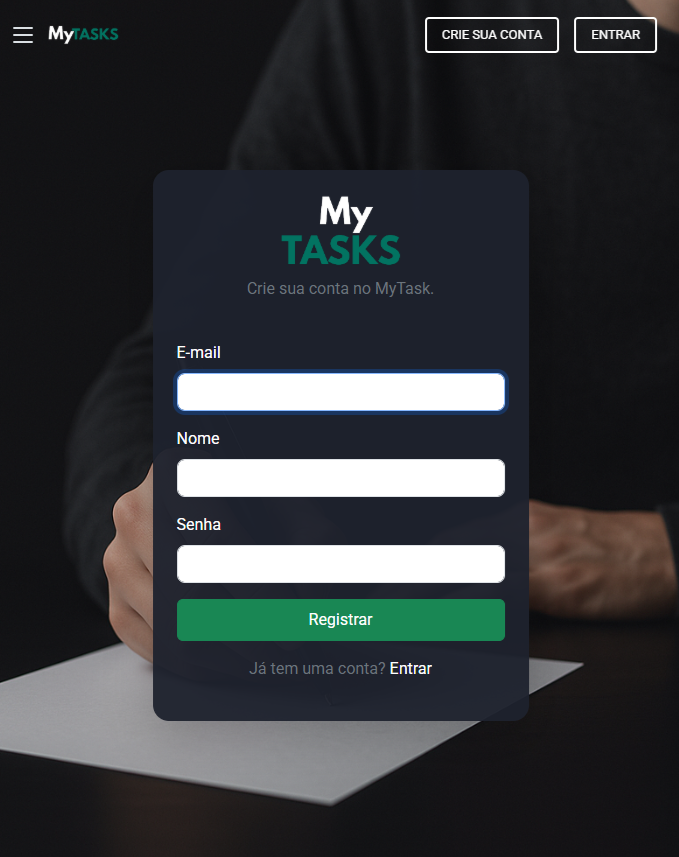 MyTASKS
CRIE SUA CONTA
ENTRAR
My
TASKS
Crie sua conta no MyTask.
E-mail
Nome
Senha
Registrar
Já tem uma conta? Entrar